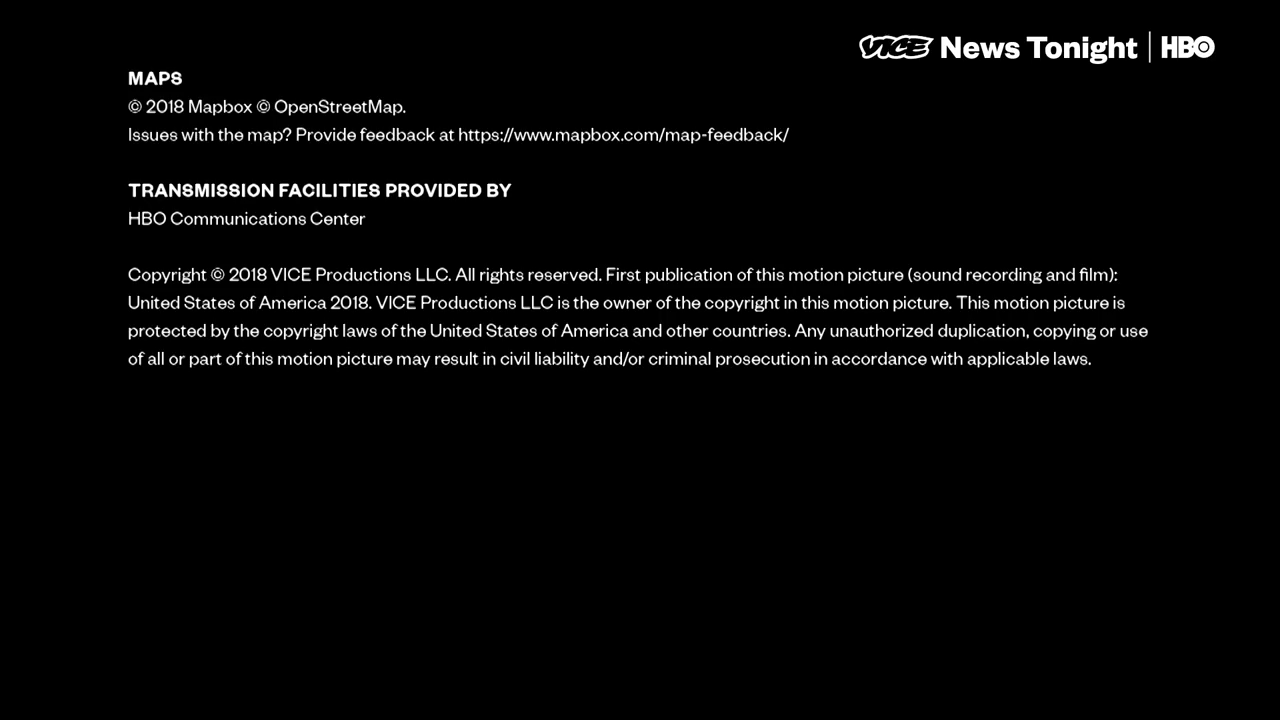 VICE News Tonight | HBO
MAPS
© 2018 Mapbox © OpenStreetMap.
Issues with the map? Provide feedback at https://www.mapbox.com/map-feedback/
TRANSMISSION FACILITIES PROVIDED BY
HBO Communications Center
Copyright © 2018 VICE Productions LLC. All rights reserved. First publication of this motion picture (sound recording and film):
United States of America 2018. VICE Productions LLC is the owner of the copyright in this motion picture. This motion picture is
protected by the copyright laws of the United States of America and other countries. Any unauthorized duplication, copying or use
of all or part of this motion picture may result in civil liability and/or criminal prosecution in accordance with applicable laws.